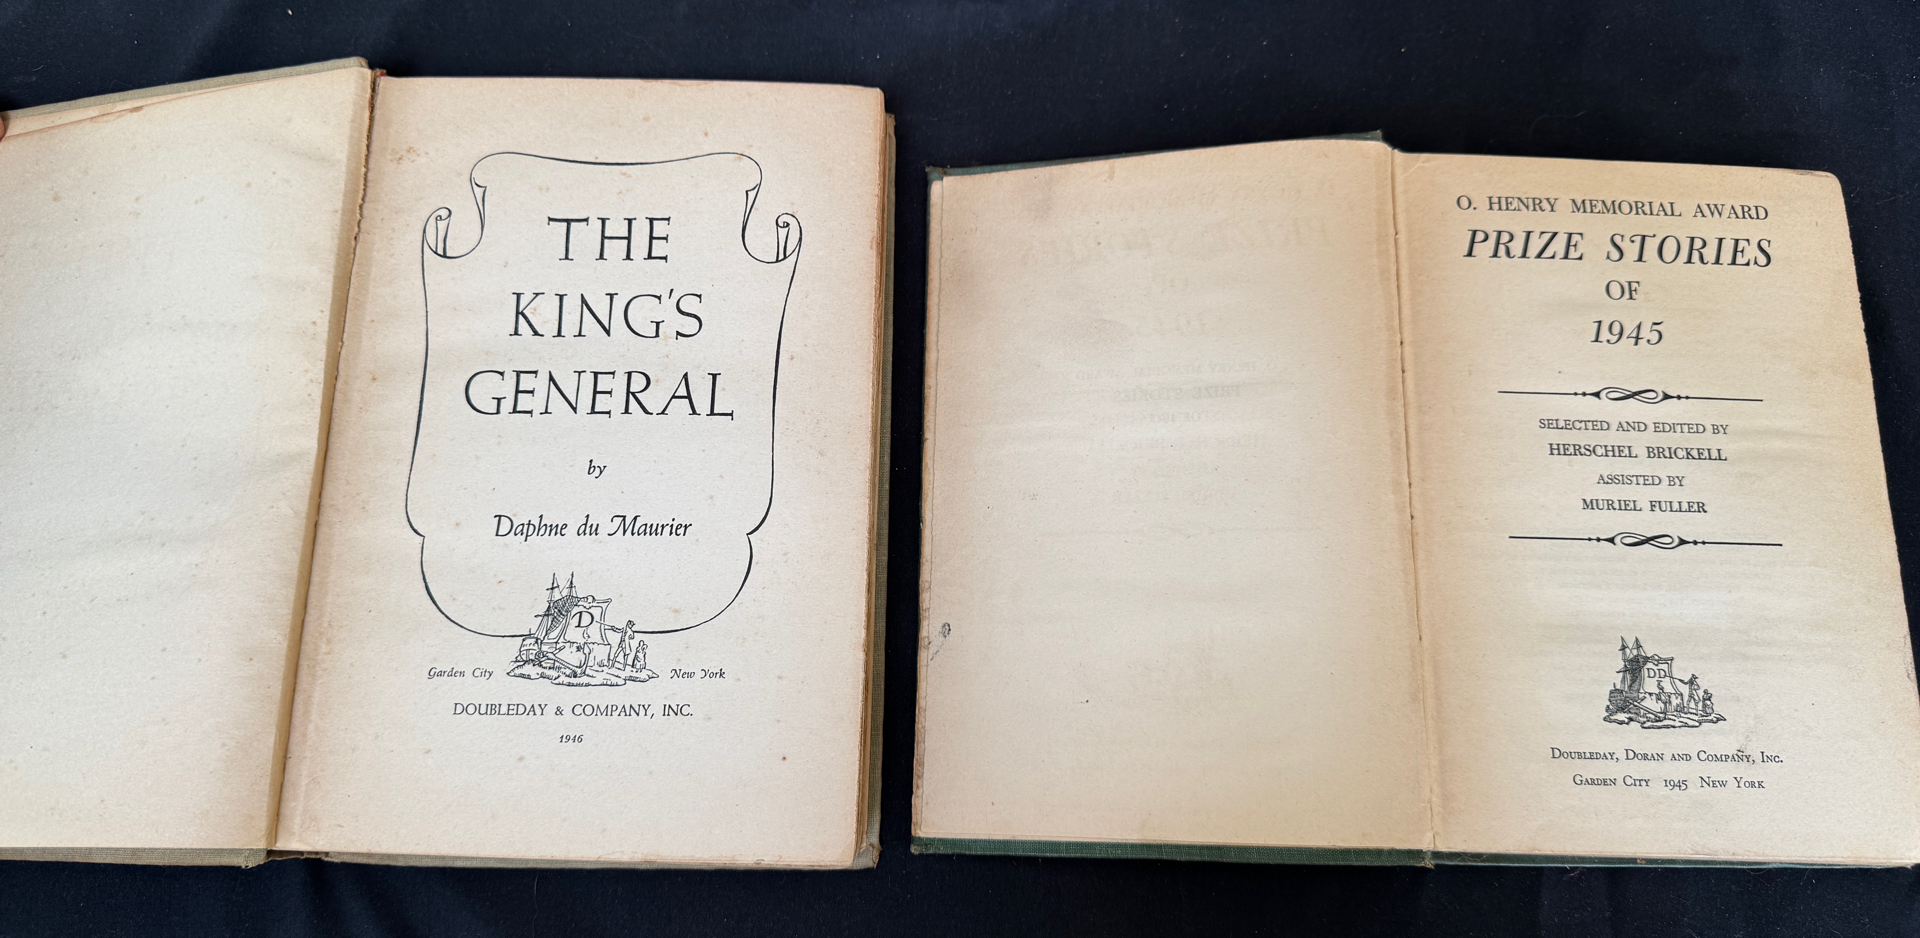 THE
KING'S
GENERAL
by
Daphne du Maurier
D
Garden City New York
DOUBLEDAY & COMPANY, INC.
1946
O. HENRY MEMORIAL AWARD
PRIZE STORIES
OF
1945
SELECTED AND EDITED BY
HERSCHEL BRICKELL
ASSISTED BY
MURIEL FULLER
DD
DOUBLEDAY, DORAN AND COMPANY, INC.
GARDEN CITY 1945 NEW YORK